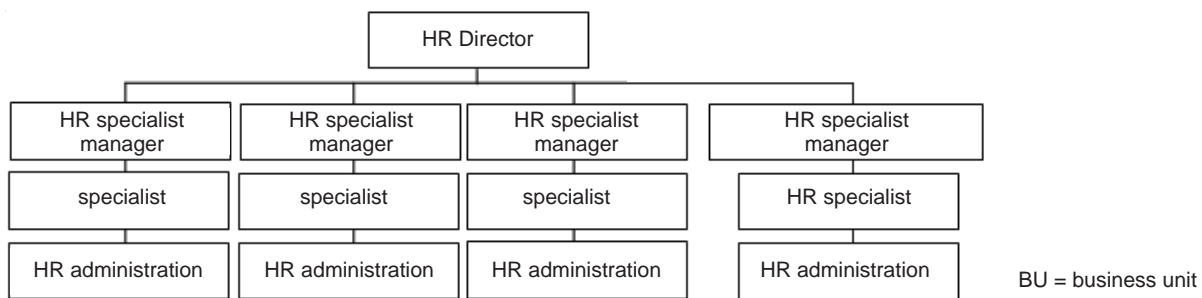 HR Director
HR specialist
manager
HR specialist
manager
HR specialist
manager
HR specialist
manager
specialist
specialist
specialist
HR specialist
HR administration
HR administration
HR administration
HR administration
BU = business unit